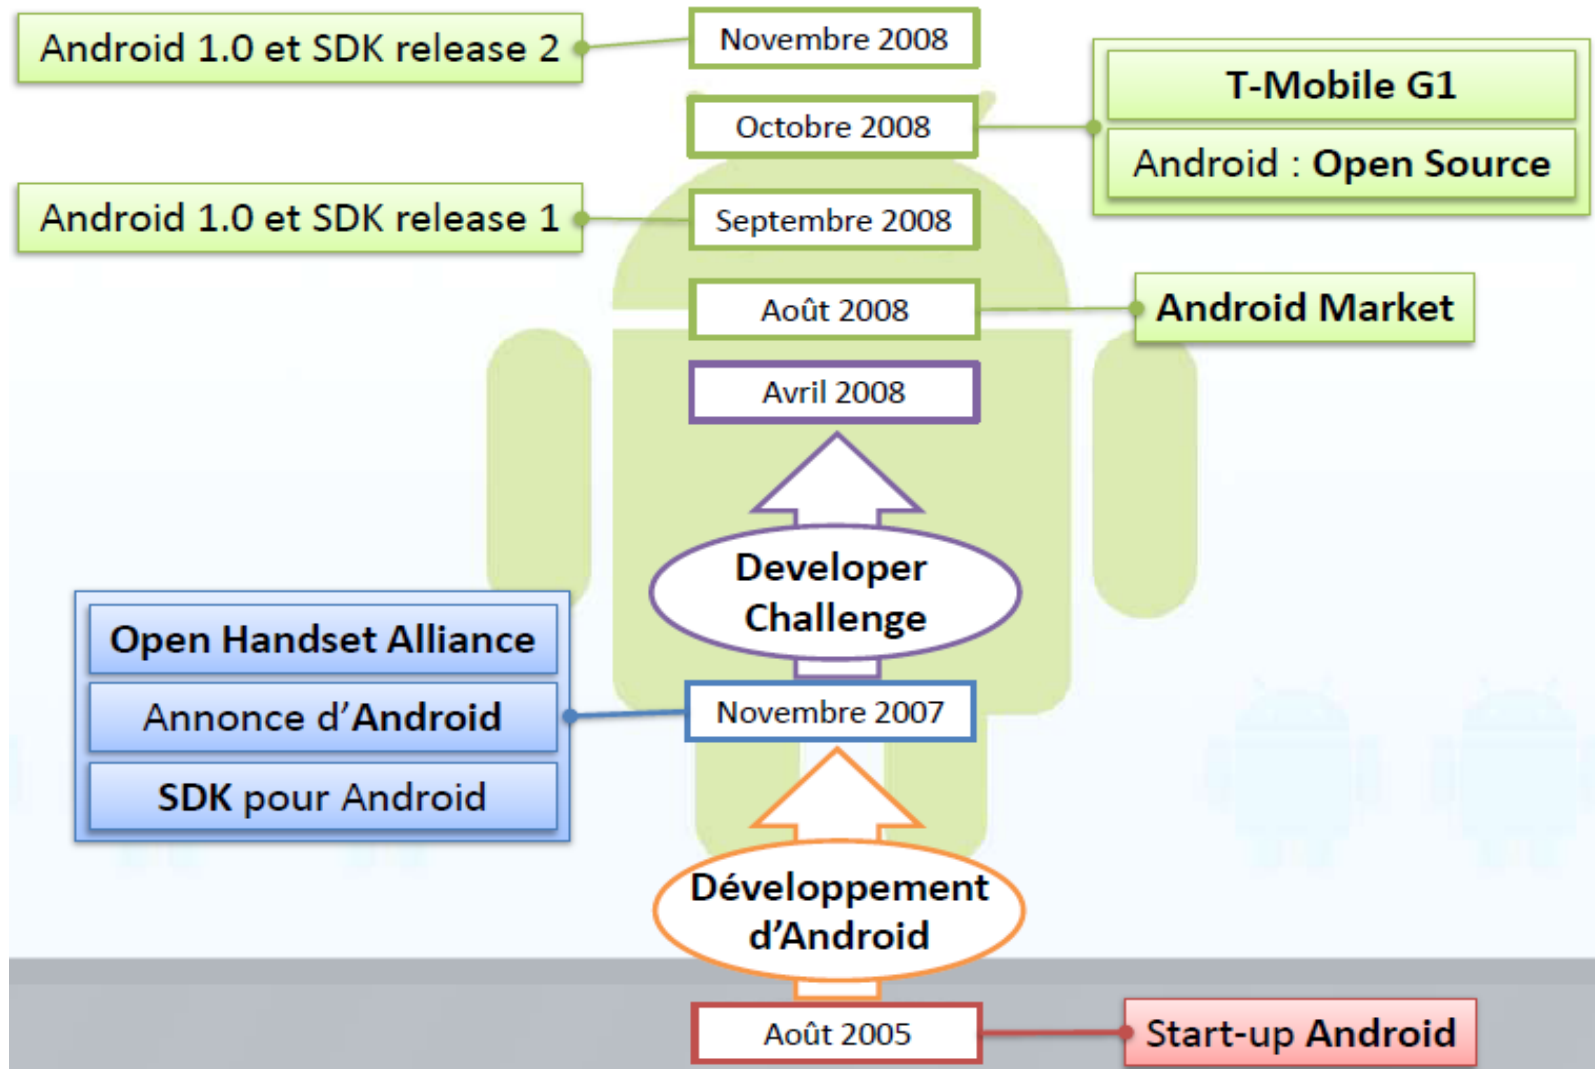 Android 1.0 et SDK release 2
Novembre 2008
T-Mobile G1
Octobre 2008
Android : Open Source
Android 1.0 et SDK release 1
Septembre 2008
Août 2008
Android Market
Avril 2008
Developer
Challenge
Open Handset Alliance
Annonce d’Android
Novembre 2007
SDK pour Android
Développement
d’Android
Août 2005
Start-up Android